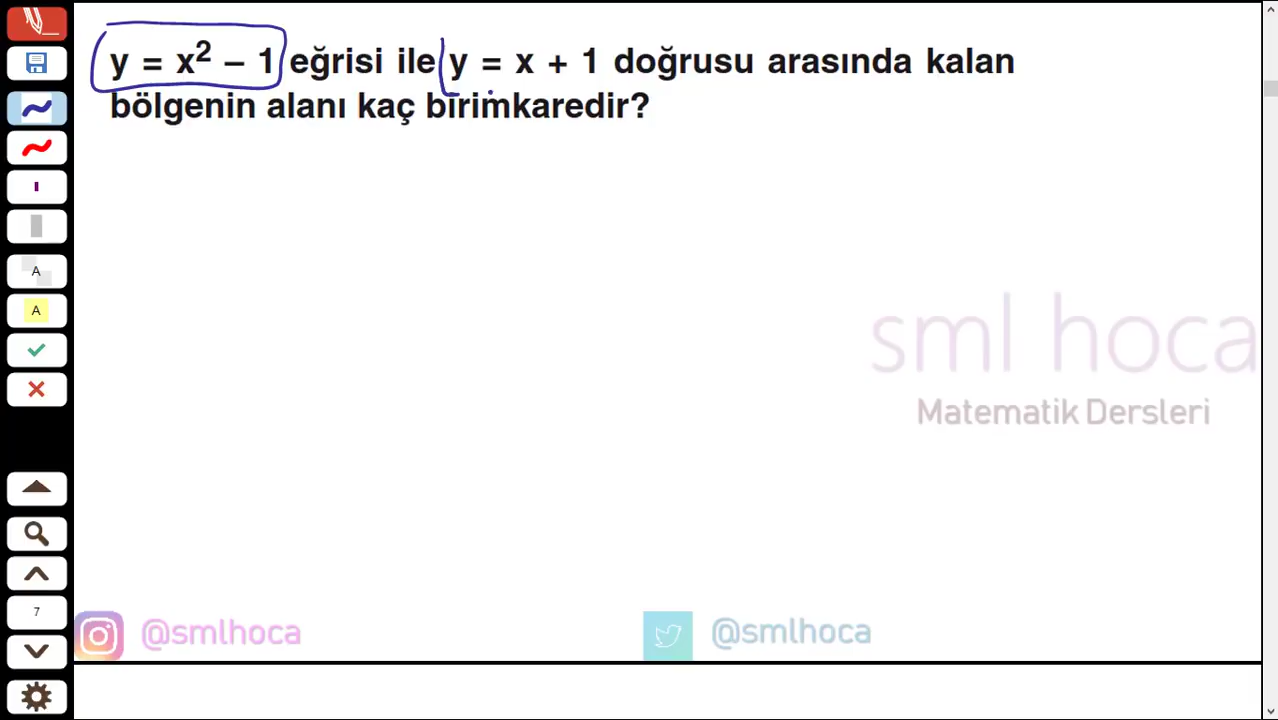 y = x² – 1 eğrisi ile y = x + 1 doğrusu arasında kalan
bölgenin alanı kaç birimkaredir?
A
A
sml hoca
Matematik Dersleri
7
@smlhoca
@smlhoca